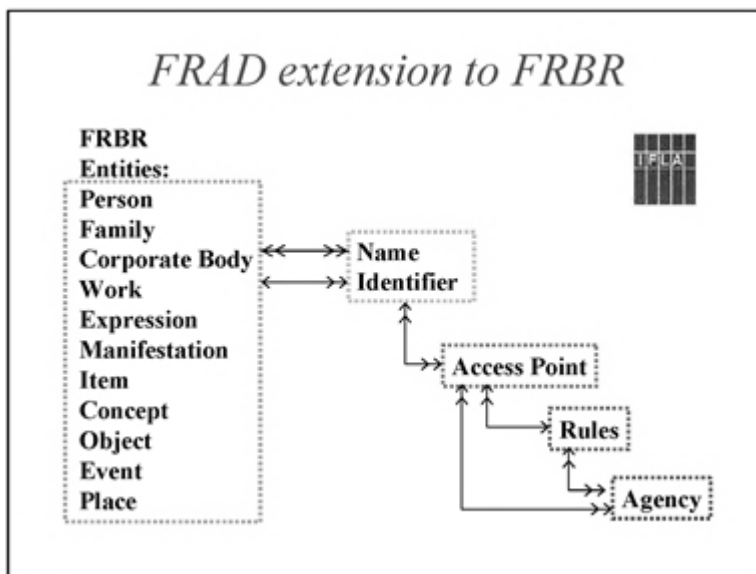 FRAD extension to FRBR
FRBR
Entities:
Person
Family
Corporate Body
Work
Expression
Manifestation
Item
Concept
Object
Event
Place
IFLA
Name
Identifier
Access Point
Rules
Agency